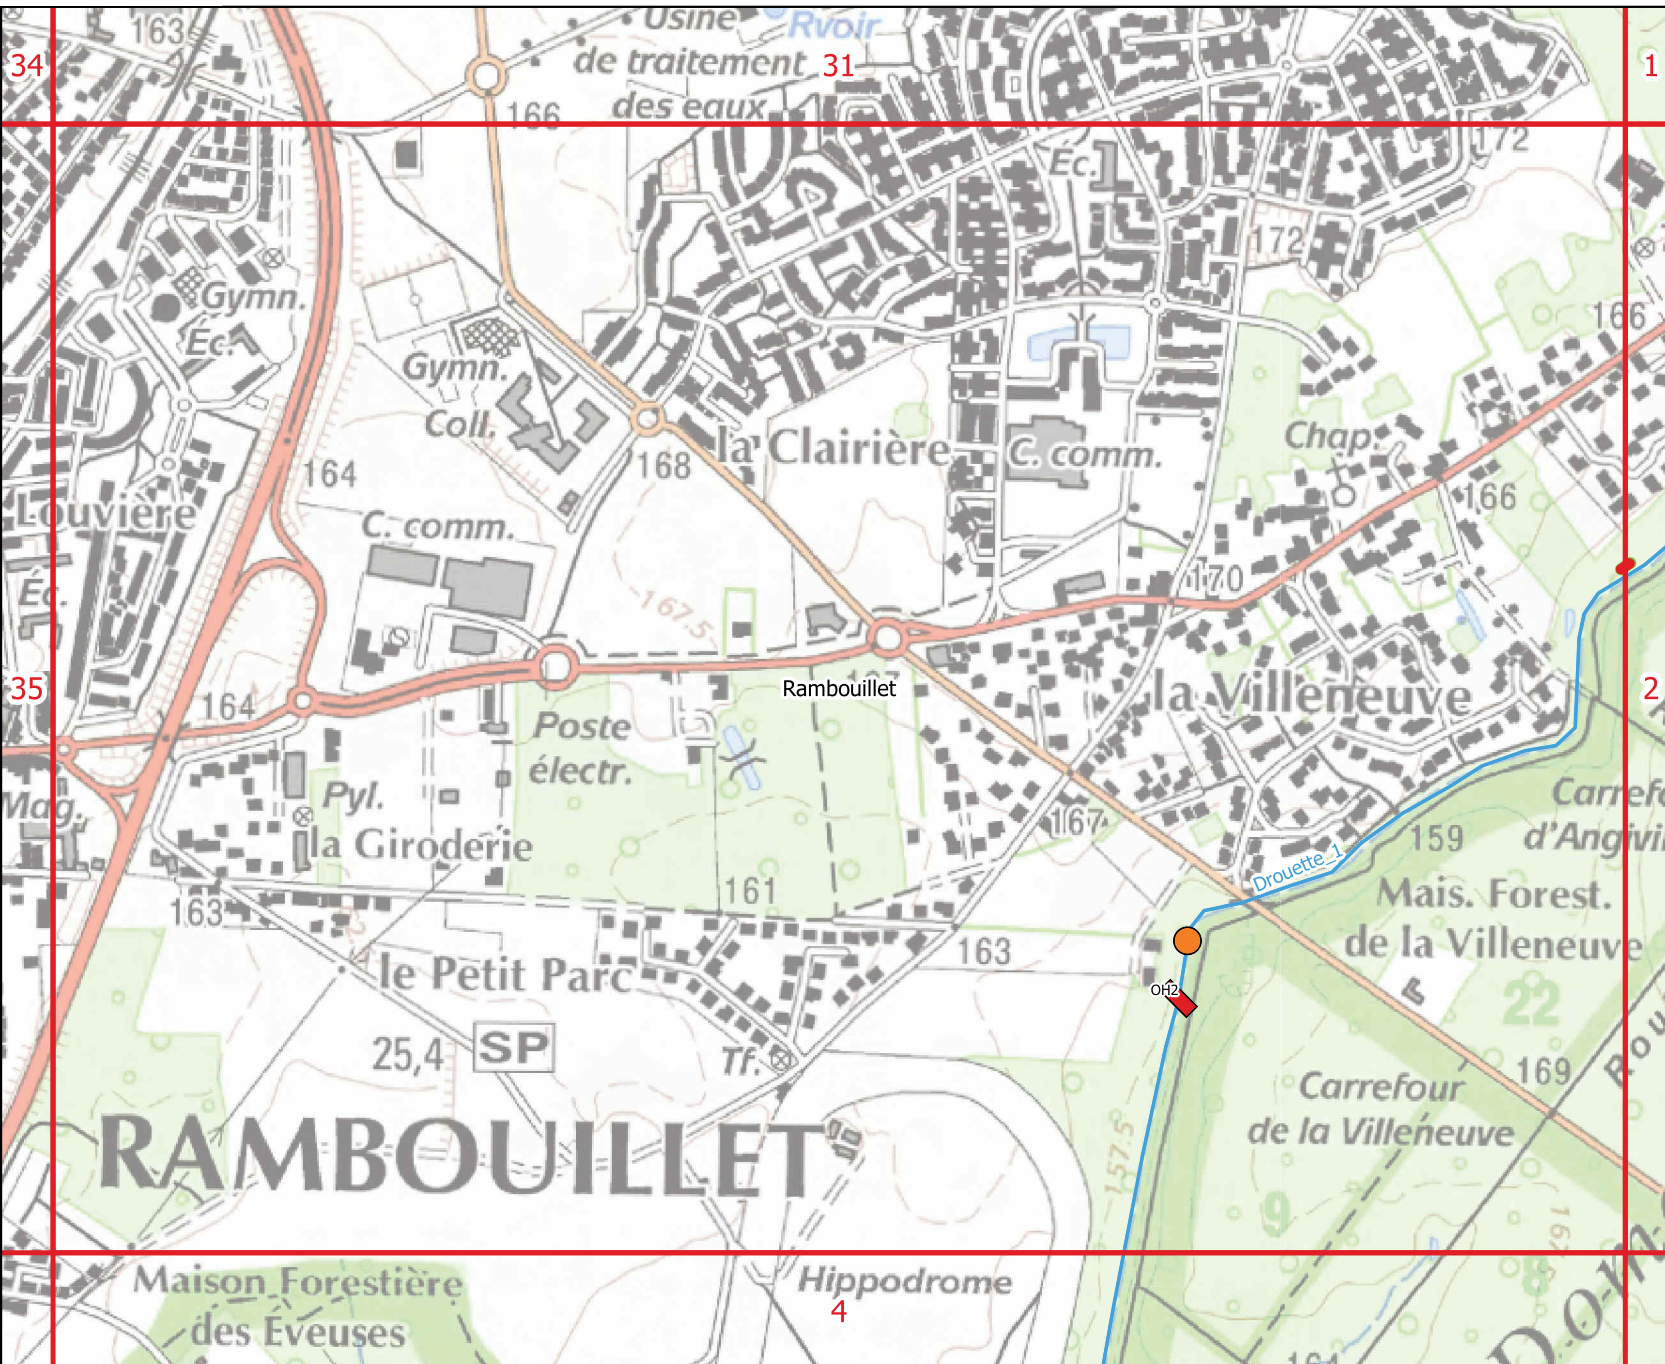 163
Usine
Rvoir
34
de traitement
31
1
des eaux
166
172
Éc.
172
Gymn.
166
Éc.
Gymn.
Coll.
Chap.
la Clairière
C. comm.
168
164
166
Louvière
C. comm.
170
Éc.
167.5
35
Rambouillet
la Villeneuve
2
164
Poste
électr.
Pyl.
Mag.
167
159
la Giroderie
Drouette_1
161
Mais. Forest.
163
de la Villeneuve
163
le Petit Parc
OH2
22
25,4
SP
Tf.
169
Carrefour
de la Villeneuve
RAMBOUILLET
157.5
9
Maison Forestière
Hippodrome
8
des Eveuses
4